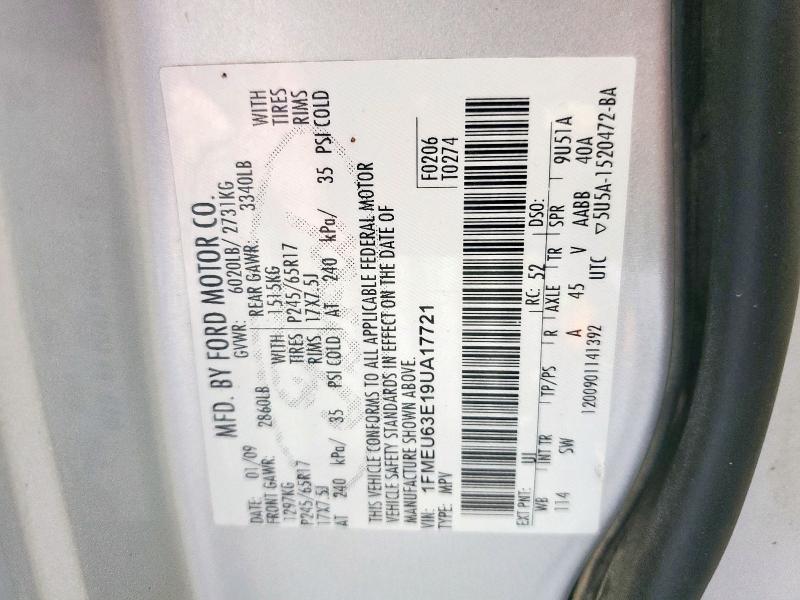 MFD. BY FORD MOTOR CO.
DATE: 01/09 GVWR: 6020LB/ 2731KG
FRONT GAWR: 2860LB REAR GAWR: 3340LB
1297KG WITH 1515KG WITH
P245/65R17 TIRES P245/65R17 TIRES
17X7.5J RIMS 17X7.5J RIMS
AT 240 kPa/ 35 PSI COLD AT 240 kPa/ 35 PSI COLD
THIS VEHICLE CONFORMS TO ALL APPLICABLE FEDERAL MOTOR
VEHICLE SAFETY STANDARDS IN EFFECT ON THE DATE OF
MANUFACTURE SHOWN ABOVE.
VIN: 1FMEU63E19UA17721 F0206
TYPE: MPV T0274
EXT PNT: UI RC: 52 DSO:
WB INT TR TP/PS R AXLE TR SPR 9U51A
114 SW A 45 V AABB 40A
12009011 41392 UTC ▽5U5A-1520472-BA